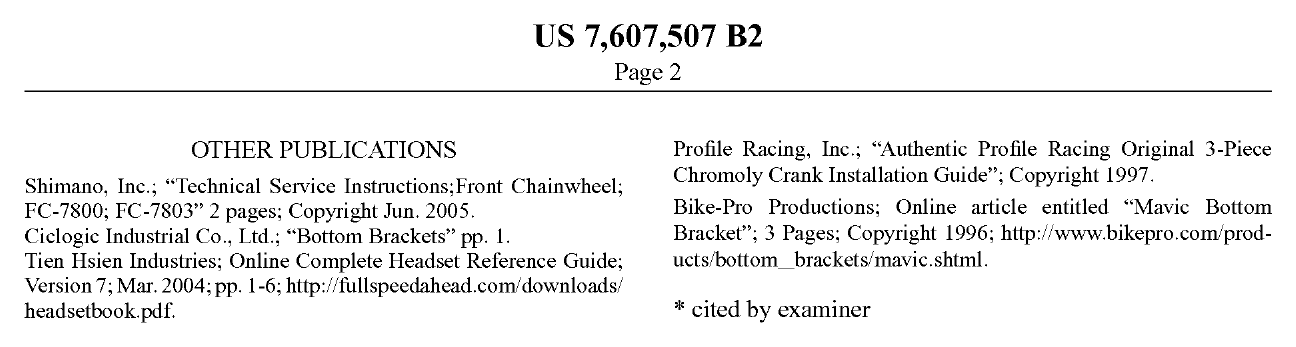 US 7,607,507 B2
Page 2
OTHER PUBLICATIONS
Shimano, Inc.; “Technical Service Instructions;Front Chainwheel;
FC-7800; FC-7803” 2 pages; Copyright Jun. 2005.
Ciclogic Industrial Co., Ltd.; “Bottom Brackets” pp. 1.
Tien Hsien Industries; Online Complete Headset Reference Guide;
Version 7; Mar. 2004; pp. 1-6; http://fullspeedahead.com/downloads/
headsetbook.pdf.
Profile Racing, Inc.; “Authentic Profile Racing Original 3-Piece
Chromoly Crank Installation Guide”; Copyright 1997.
Bike-Pro Productions; Online article entitled “Mavic Bottom
Bracket”; 3 Pages; Copyright 1996; http://www.bikepro.com/prod-
ucts/bottom_brackets/mavic.shtml.
* cited by examiner